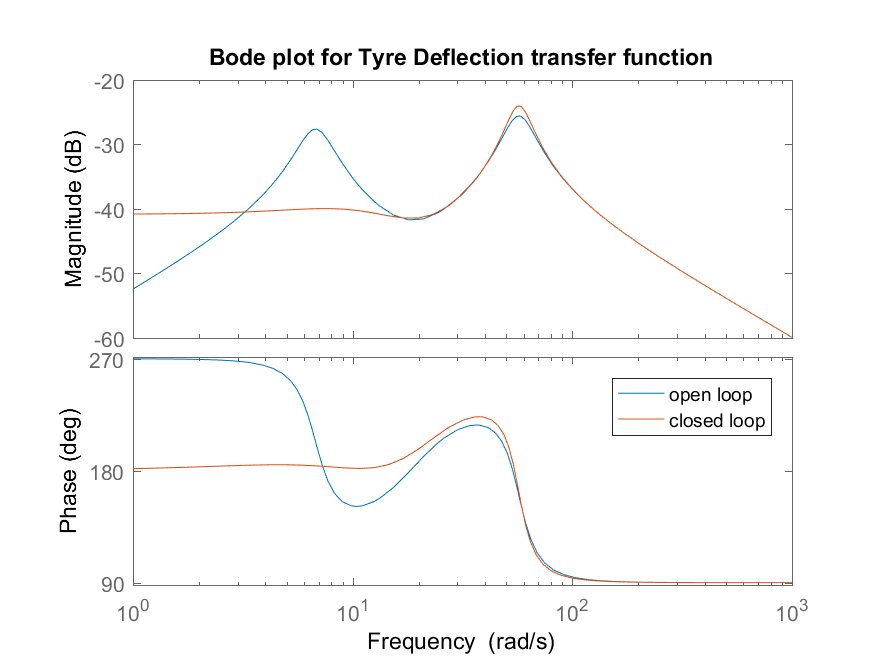 Bode plot for Tyre Deflection transfer function
-20
-30
-40
-50
-60
Magnitude (dB)
270
180
90
Phase (deg)
open loop
closed loop
10^0 10^1 10^2 10^3
Frequency (rad/s)